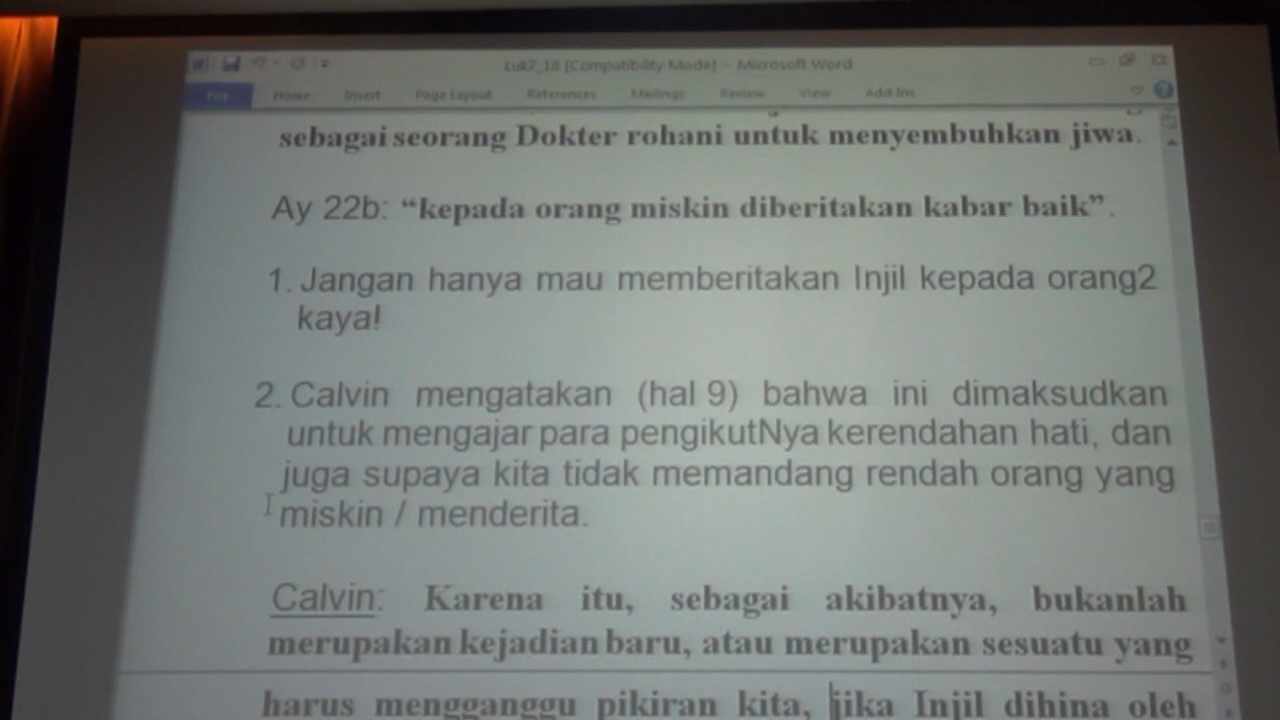 Luk7_18 [Compatibility Mode] - Microsoft Word
File Home Insert Page Layout References Mailings Review View Add-Ins
sebagai seorang Dokter rohani untuk menyembuhkan jiwa.
Ay 22b: “kepada orang miskin diberitakan kabar baik”.
1. Jangan hanya mau memberitakan Injil kepada orang2
kaya!
2. Calvin mengatakan (hal 9) bahwa ini dimaksudkan
untuk mengajar para pengikutNya kerendahan hati, dan
juga supaya kita tidak memandang rendah orang yang
miskin / menderita.
Calvin: Karena itu, sebagai akibatnya, bukanlah
merupakan kejadian baru, atau merupakan sesuatu yang
harus mengganggu pikiran kita, jika Injil dihina oleh